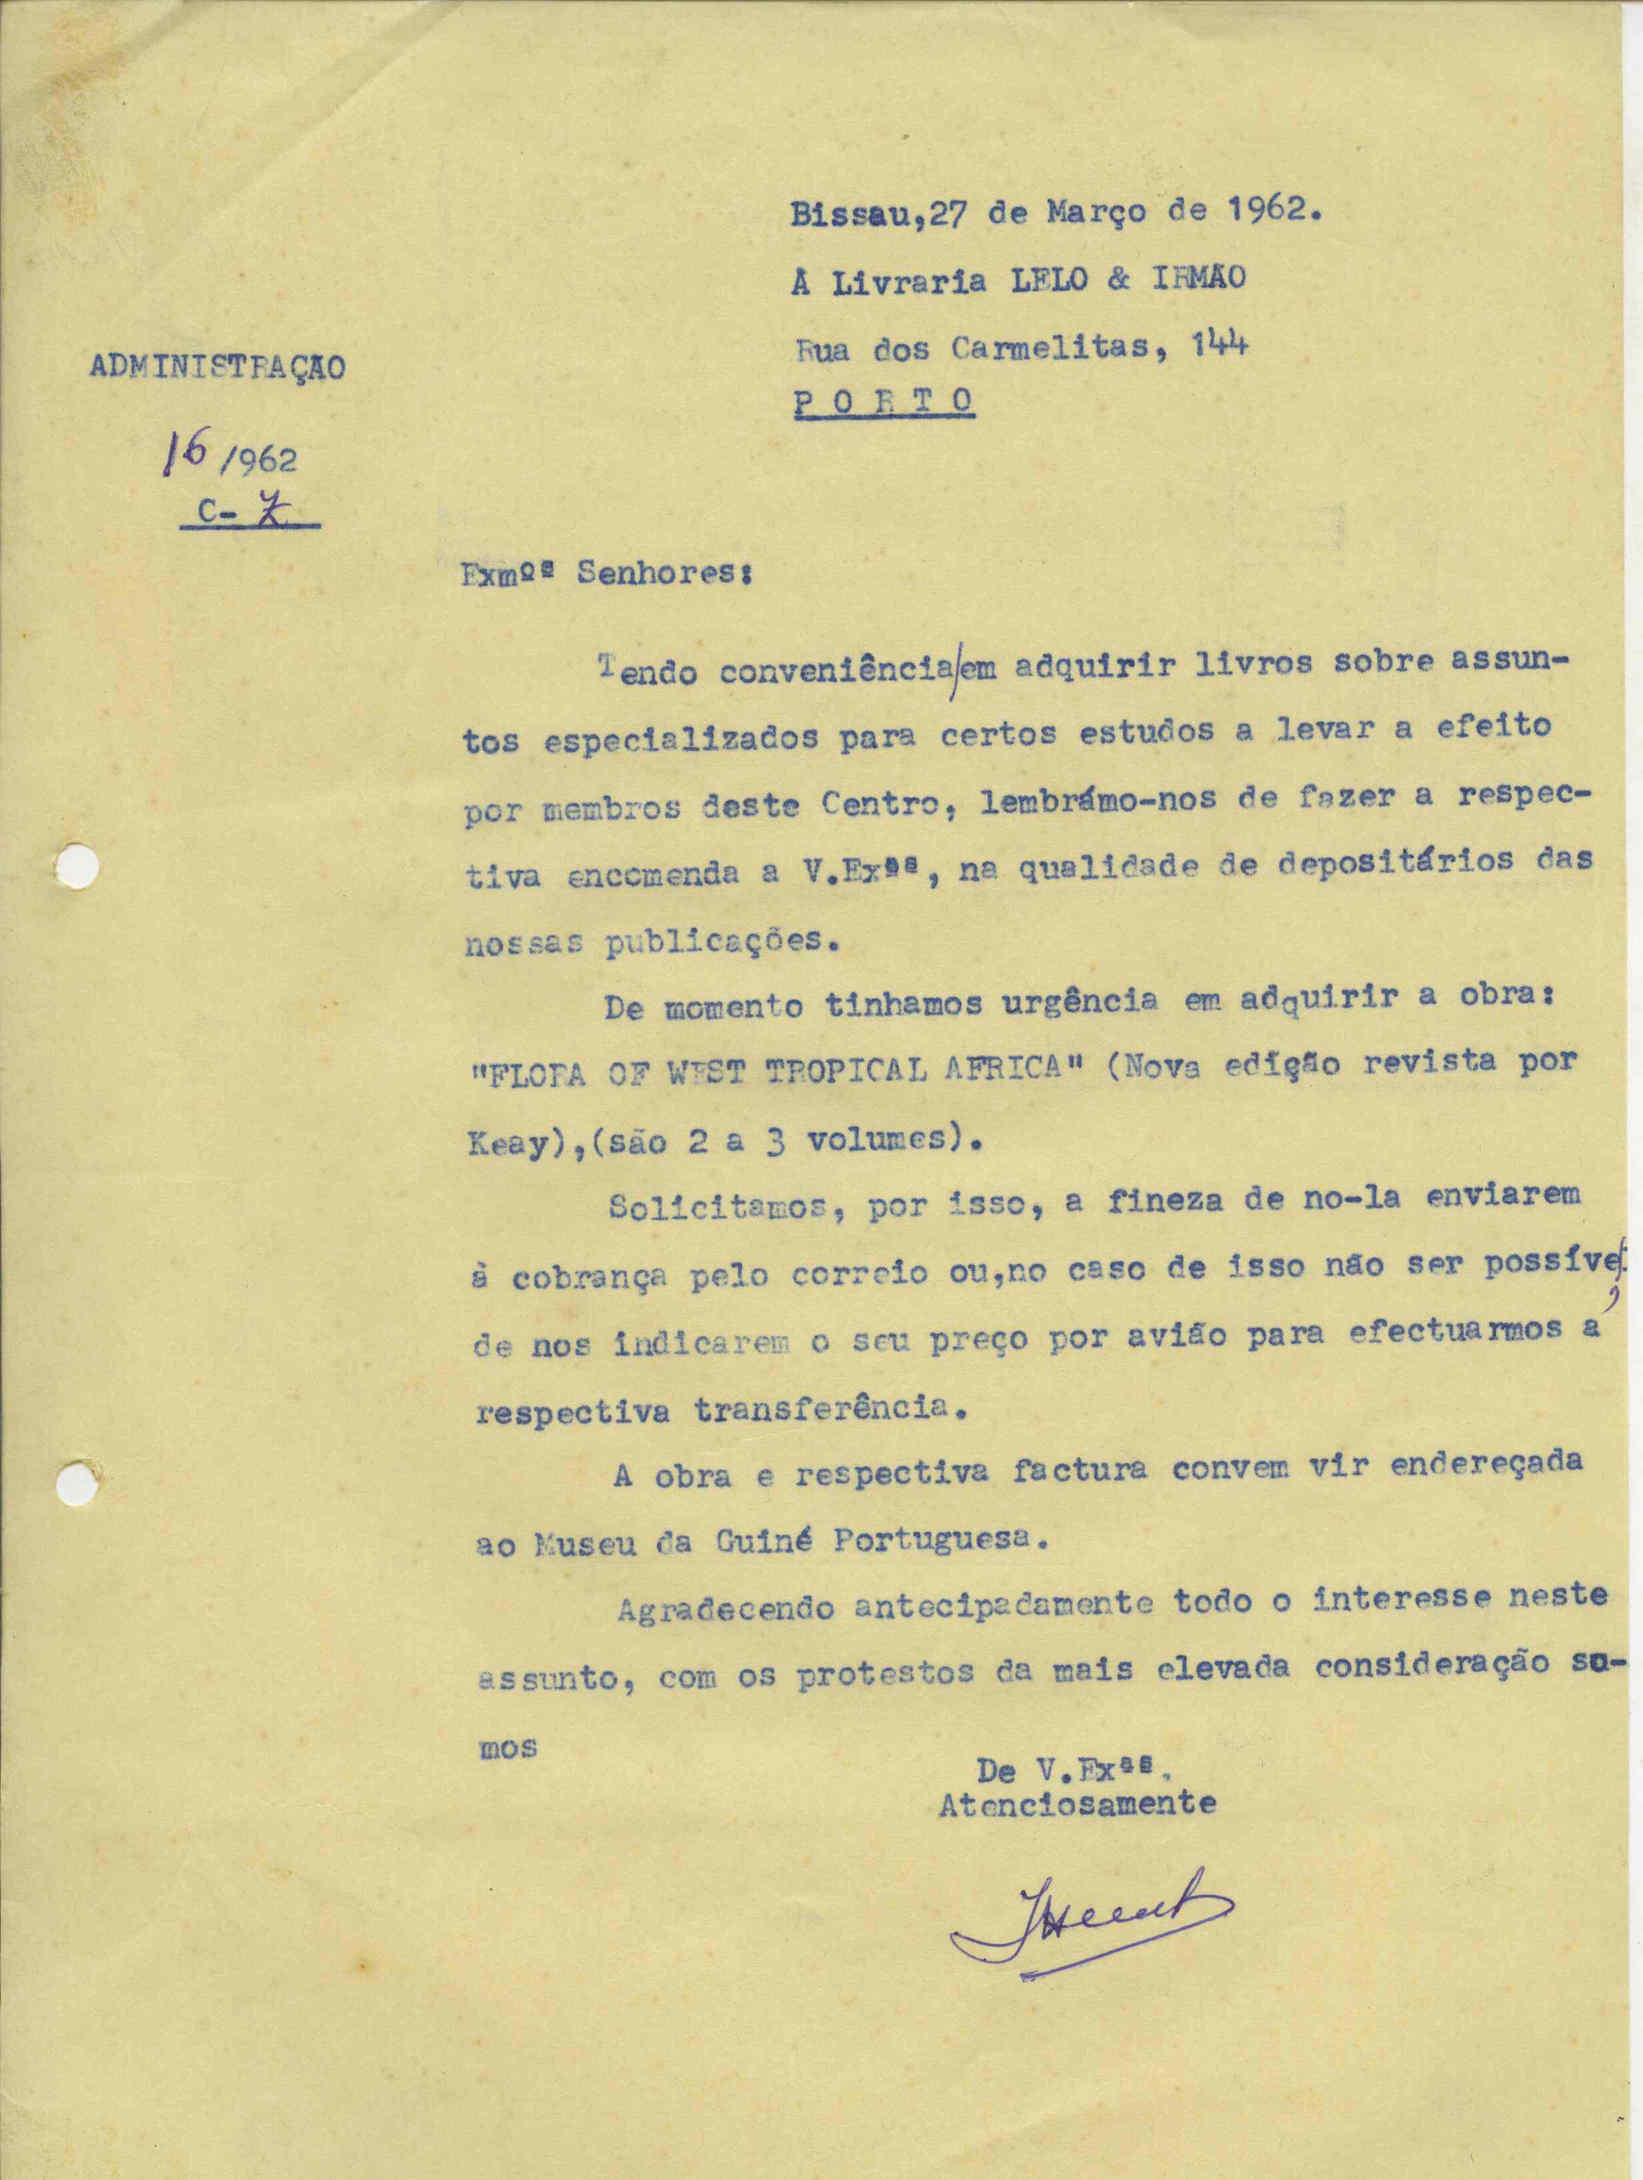 Bissau,27 de Março de 1962.
À Livraria LELO & IRMÃO
Rua dos Carmelitas, 144
P O R T O
ADMINISTRAÇÃO
16/962
C-7
Exmºs Senhores:
Tendo conveniência/em adquirir livros sobre assun-
tos especializados para certos estudos a levar a efeito
por membros deste Centro, lembrámo-nos de fazer a respec-
tiva encomenda a V.Exªs, na qualidade de depositários das
nossas publicações.
De momento tinhamos urgência em adquirir a obra:
"FLORA OF WEST TROPICAL AFRICA" (Nova edíção revista por
Keay),(são 2 a 3 volumes).
Solicitamos, por isso, a fineza de no-la enviarem
à cobrança pelo correio ou,no caso de isso não ser possível,
de nos indicarem o seu preço por avião para efectuarmos a
respectiva transferência.
A obra e respectiva factura convem vir endereçada
ao Museu da Guiné Portuguesa.
Agradecendo antecipadamente todo o interesse neste
assunto, com os protestos da mais elevada consideração so-
mos
De V.Exªs.
Atenciosamente